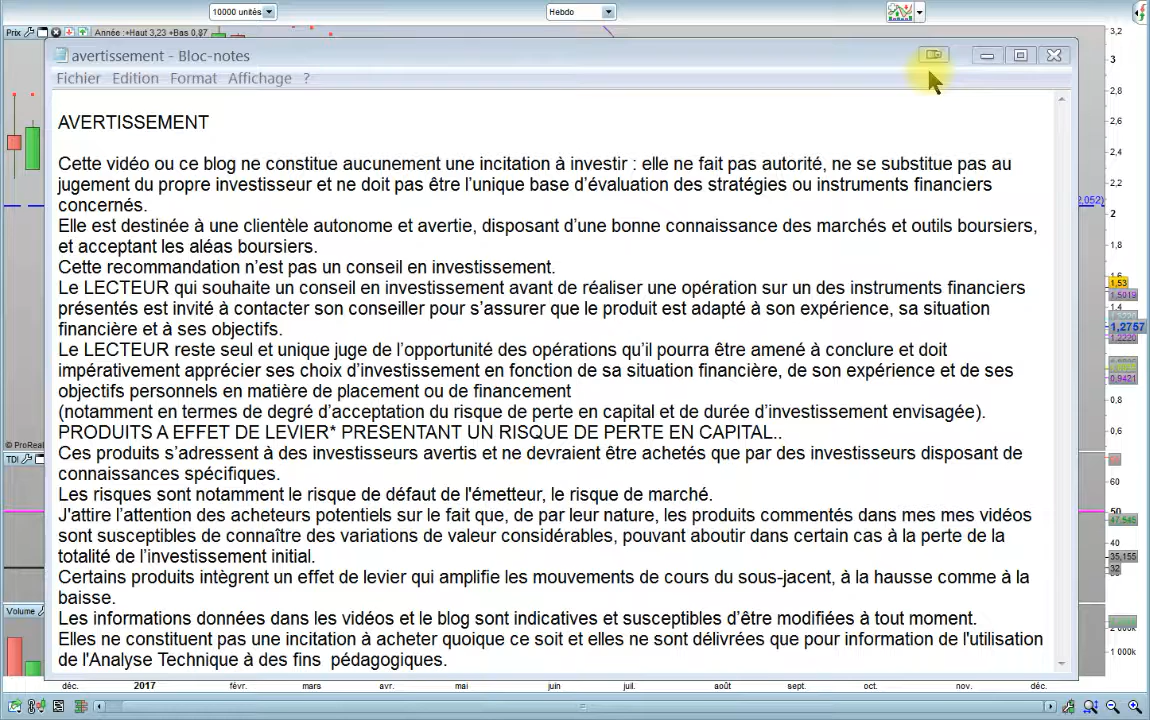 10000 unités
Hebdo
Prix
Année :+Haut 3,23 +Bas 0,87
avertissement - Bloc-notes
Fichier Edition Format Affichage ?
AVERTISSEMENT
Cette vidéo ou ce blog ne constitue aucunement une incitation à investir : elle ne fait pas autorité, ne se substitue pas au
jugement du propre investisseur et ne doit pas être l’unique base d’évaluation des stratégies ou instruments financiers
concernés.
Elle est destinée à une clientèle autonome et avertie, disposant d’une bonne connaissance des marchés et outils boursiers,
et acceptant les aléas boursiers.
Cette recommandation n’est pas un conseil en investissement.
Le LECTEUR qui souhaite un conseil en investissement avant de réaliser une opération sur un des instruments financiers
présentés est invité à contacter son conseiller pour s’assurer que le produit est adapté à son expérience, sa situation
financière et à ses objectifs.
Le LECTEUR reste seul et unique juge de l’opportunité des opérations qu’il pourra être amené à conclure et doit
impérativement apprécier ses choix d’investissement en fonction de sa situation financière, de son expérience et de ses
objectifs personnels en matière de placement ou de financement
(notamment en termes de degré d’acceptation du risque de perte en capital et de durée d’investissement envisagée).
PRODUITS A EFFET DE LEVIER* PRESENTANT UN RISQUE DE PERTE EN CAPITAL..
Ces produits s’adressent à des investisseurs avertis et ne devraient être achetés que par des investisseurs disposant de
connaissances spécifiques.
Les risques sont notamment le risque de défaut de l'émetteur, le risque de marché.
J'attire l’attention des acheteurs potentiels sur le fait que, de par leur nature, les produits commentés dans mes mes vidéos
sont susceptibles de connaître des variations de valeur considérables, pouvant aboutir dans certain cas à la perte de la
totalité de l’investissement initial.
Certains produits intègrent un effet de levier qui amplifie les mouvements de cours du sous-jacent, à la hausse comme à la
baisse.
Les informations données dans les vidéos et le blog sont indicatives et susceptibles d’être modifiées à tout moment.
Elles ne constituent pas une incitation à acheter quoique ce soit et elles ne sont délivrées que pour information de l'utilisation
de l'Analyse Technique à des fins  pédagogiques.
3,2
3
2,8
2,6
2,4
2,2
2,052)
2
1,8
1,53
1,5019
1,2757
1,2220
0,9421
0,8
0,6
© ProReal
TDI
60
50
47,545
40
35,155
32
Volume
1 000k
déc. 2017 févr. mars avr. mai juin juil. août sept. oct. nov. déc.